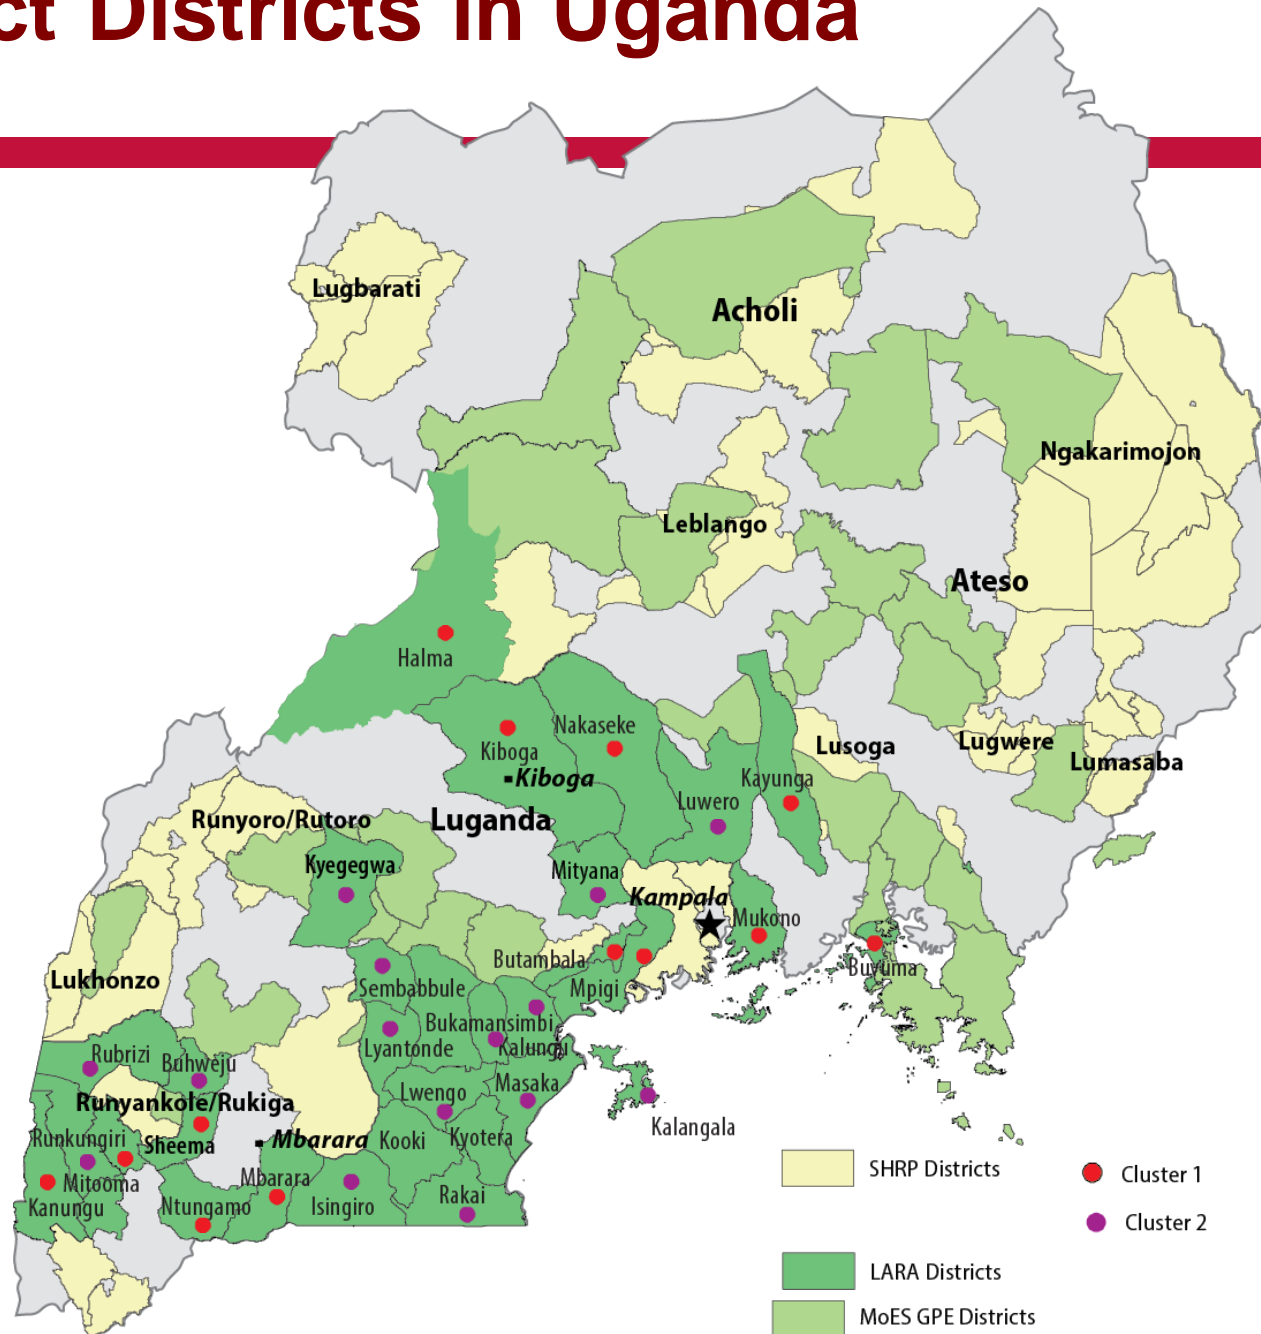 ct Districts in Uganda
Lugbarati
Acholi
Ngakarimojon
Leblango
Ateso
Halma
Nakaseke
Kiboga
Kiboga
Lusoga
Lugwere
Lumasaba
Kayunga
Luwero
Runyoro/Rutoro
Luganda
Kyegegwa
Mityana
Kampala
Mukono
Butambala
Buvuma
Lukhonzo
Sembabbule
Mpigi
Bukamansimbi
Lyantonde
Kalungu
Rubrizi
Buhweju
Lwengo
Masaka
Runyankole/Rukiga
Kalangala
Runkungiri
Sheema
Mbarara
Kooki
Kyotera
Mitooma
Mbarara
Kanungu
Ntungamo
Isingiro
Rakai
SHRP Districts
Cluster 1
Cluster 2
LARA Districts
MoES GPE Districts